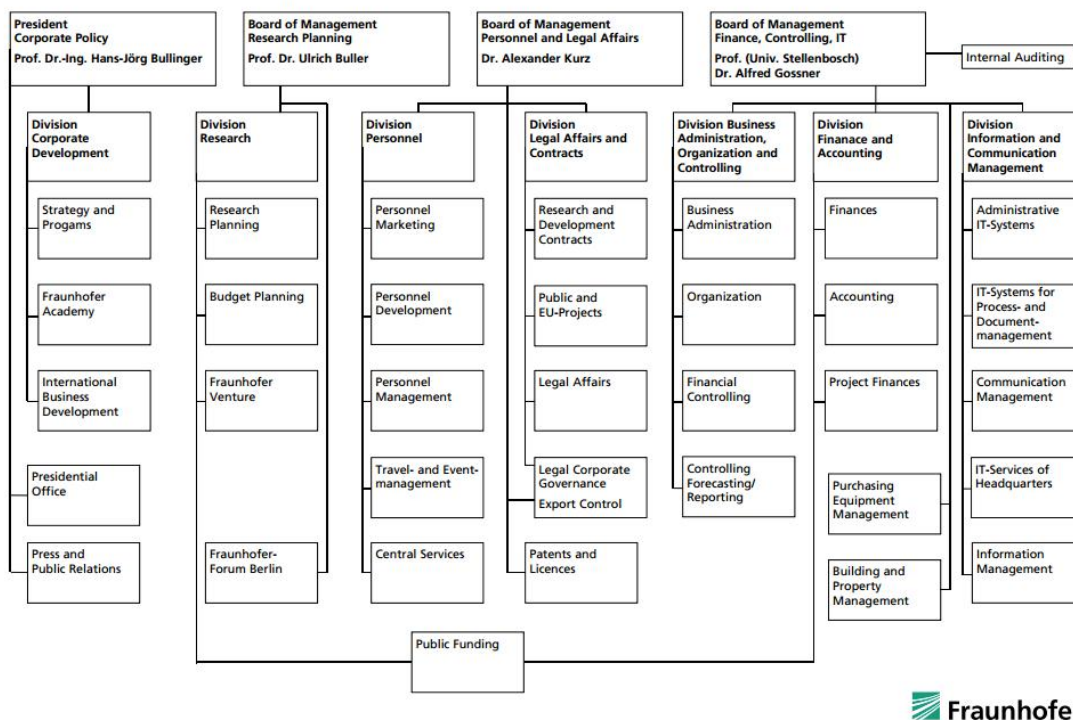 President
Corporate Policy
Prof. Dr.-Ing. Hans-Jörg Bullinger
Board of Management
Research Planning
Prof. Dr. Ulrich Buller
Board of Management
Personnel and Legal Affairs
Dr. Alexander Kurz
Board of Management
Finance, Controlling, IT
Prof. (Univ. Stellenbosch)
Dr. Alfred Gossner
Internal Auditing
Division
Corporate
Development
Division
Research
Division
Personnel
Division
Legal Affairs and
Contracts
Division Business
Administration,
Organization and
Controlling
Division
Finanace and
Accounting
Division
Information and
Communication
Management
Strategy and
Progams
Research
Planning
Personnel
Marketing
Research and
Development
Contracts
Business
Administration
Finances
Administrative
IT-Systems
Fraunhofer
Academy
Budget Planning
Personnel
Development
Public and
EU-Projects
Organization
Accounting
IT-Systems for
Process- and
Document-
management
International
Business
Development
Fraunhofer
Venture
Personnel
Management
Legal Affairs
Financial
Controlling
Project Finances
Communication
Management
Presidential
Office
Travel- and Event-
management
Legal Corporate
Governance
Export Control
Controlling
Forecasting/
Reporting
Purchasing
Equipment
Management
IT-Services of
Headquarters
Press and
Public Relations
Fraunhofer-
Forum Berlin
Central Services
Patents and
Licences
Building and
Property
Management
Information
Management
Public Funding
Fraunhofe